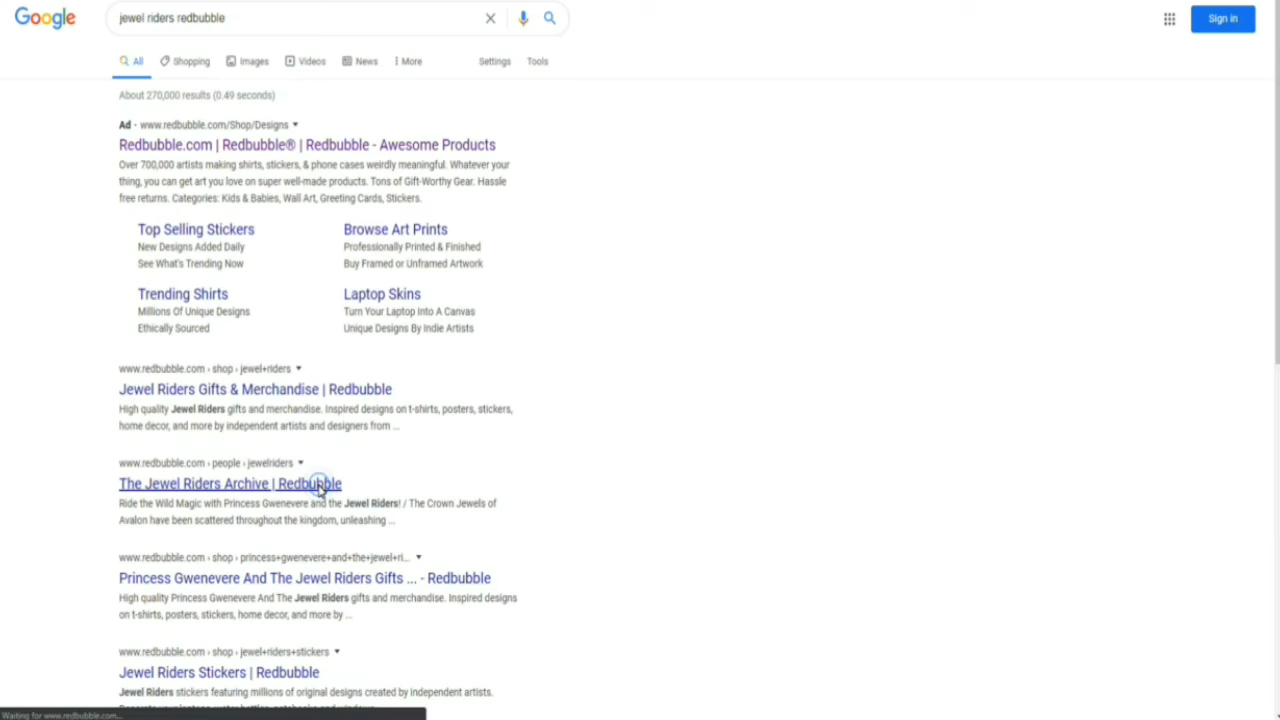 Google
jewel riders redbubble
Sign in
All Shopping Images Videos News More Settings Tools
About 270,000 results (0.49 seconds)
Ad · www.redbubble.com/Shop/Designs
Redbubble.com | Redbubble® | Redbubble - Awesome Products
Over 700,000 artists making shirts, stickers, & phone cases weirdly meaningful. Whatever your
thing, you can get art you love on super well-made products. Tons of Gift-Worthy Gear. Hassle
free returns. Categories: Kids & Babies, Wall Art, Greeting Cards, Stickers.
Top Selling Stickers
New Designs Added Daily
See What's Trending Now
Browse Art Prints
Professionally Printed & Finished
Buy Framed or Unframed Artwork
Trending Shirts
Millions Of Unique Designs
Ethically Sourced
Laptop Skins
Turn Your Laptop Into A Canvas
Unique Designs By Indie Artists
www.redbubble.com › shop › jewel+riders
Jewel Riders Gifts & Merchandise | Redbubble
High quality Jewel Riders gifts and merchandise. Inspired designs on t-shirts, posters, stickers,
home decor, and more by independent artists and designers from ...
www.redbubble.com › people › jewelriders
The Jewel Riders Archive | Redbubble
Ride the Wild Magic with Princess Gwenevere and the Jewel Riders! / The Crown Jewels of
Avalon have been scattered throughout the kingdom, unleashing ...
www.redbubble.com › shop › princess+gwenevere+and+the+jewel+ri...
Princess Gwenevere And The Jewel Riders Gifts ... - Redbubble
High quality Princess Gwenevere And The Jewel Riders gifts and merchandise. Inspired designs
on t-shirts, posters, stickers, home decor, and more by ...
www.redbubble.com › shop › jewel+riders+stickers
Jewel Riders Stickers | Redbubble
Jewel Riders stickers featuring millions of original designs created by independent artists.
Waiting for www.redbubble.com...